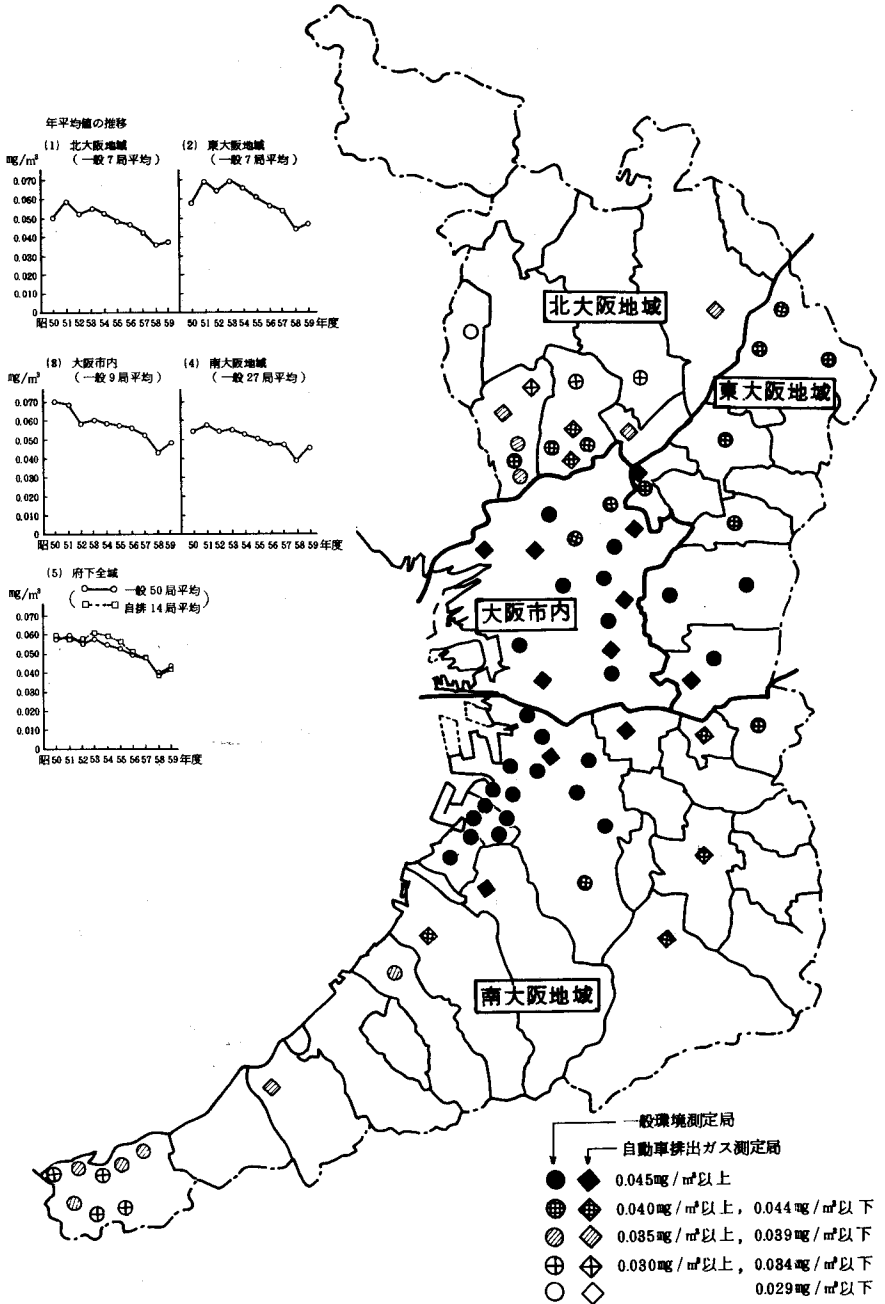 年平均値の推移
(1) 北大阪地域
(一般7局平均)
mg/m³
0.070
0.060
0.050
0.040
0.030
0.020
0.010
0
昭50 51 52 53 54 55 56 57 58 59
(2) 東大阪地域
(一般7局平均)
50 51 52 53 54 55 56 57 58 59年度
(3) 大阪市内
(一般9局平均)
mg/m³
0.070
0.060
0.050
0.040
0.030
0.020
0.010
0
昭50 51 52 53 54 55 56 57 58 59
(4) 南大阪地域
(一般27局平均)
50 51 52 53 54 55 56 57 58 59年度
(5) 府下全域
一般50局平均
自排14局平均
mg/m³
0.070
0.060
0.050
0.040
0.030
0.020
0.010
0
昭50 51 52 53 54 55 56 57 58 59年度
北大阪地域
東大阪地域
大阪市内
南大阪地域
一般環境測定局
自動車排出ガス測定局
0.045mg/m³以上
0.040mg/m³以上,0.044mg/m³以下
0.035mg/m³以上,0.039mg/m³以下
0.030mg/m³以上,0.034mg/m³以下
0.029mg/m³以下